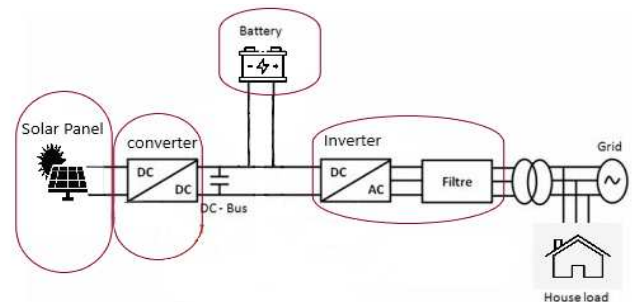 Battery
Solar Panel
converter
Inverter
Grid
DC
DC
DC
AC
Filtre
DC - Bus
House load